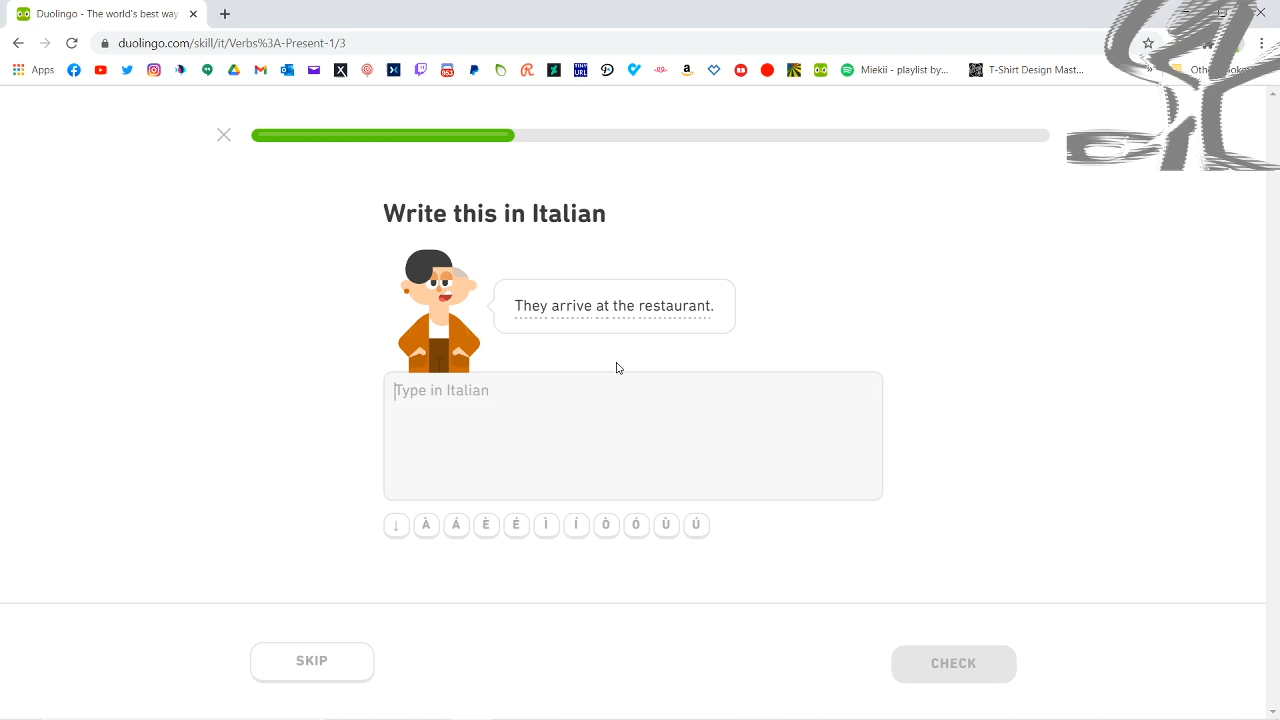 Duolingo - The world's best way
duolingo.com/skill/it/Verbs%3A-Present-1/3
Apps
Mieki - playlist by...
T-Shirt Design Mast...
Write this in Italian
They arrive at the restaurant.
Type in Italian
↓ À Á È É Ì Í Ò Ó Ù Ú
SKIP
CHECK